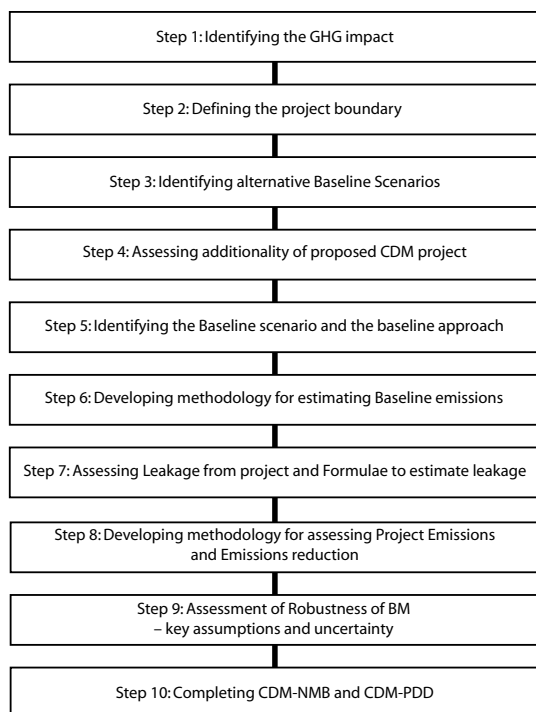 Step 1: Identifying the GHG impact
Step 2: Defining the project boundary
Step 3: Identifying alternative Baseline Scenarios
Step 4: Assessing additionality of proposed CDM project
Step 5: Identifying the Baseline scenario and the baseline approach
Step 6: Developing methodology for estimating Baseline emissions
Step 7: Assessing Leakage from project and Formulae to estimate leakage
Step 8: Developing methodology for assessing Project Emissions
and Emissions reduction
Step 9: Assessment of Robustness of BM
– key assumptions and uncertainty
Step 10: Completing CDM-NMB and CDM-PDD